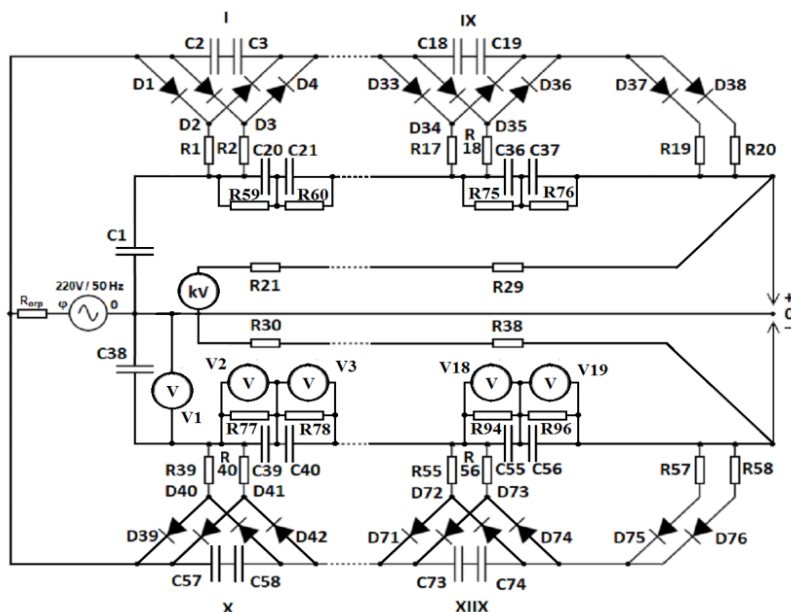 I IX
C2 C3 C18 C19
D1 D4 D33 D36 D37 D38
D2 D3 D34 D35
R1 R2 C20 C21 R17 R 18 C36 C37 R19 R20
R59 R60 R75 R76
C1
R21 R29
220V / 50 Hz
Rогр φ 0 kV + 0 –
R30 R38
C38
V2 V V V3 V18 V V V19
V V1
R77 R78 R94 R96
R39 R 40 C39 C40 R55 R 56 C55 C56 R57 R58
D40 D41 D72 D73
D39 D42 D71 D74 D75 D76
C57 C58 C73 C74
X XIIX